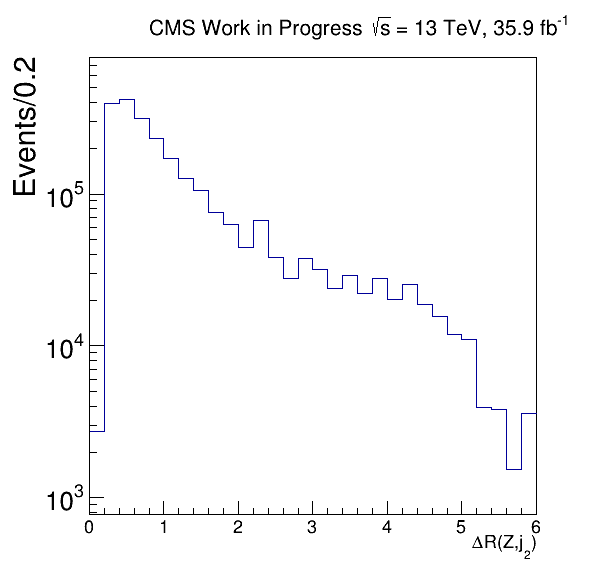 CMS Work in Progress √s = 13 TeV, 35.9 fb⁻¹
Events/0.2
10⁵
10⁴
10³
0 1 2 3 4 5 6
ΔR(Z,j₂)